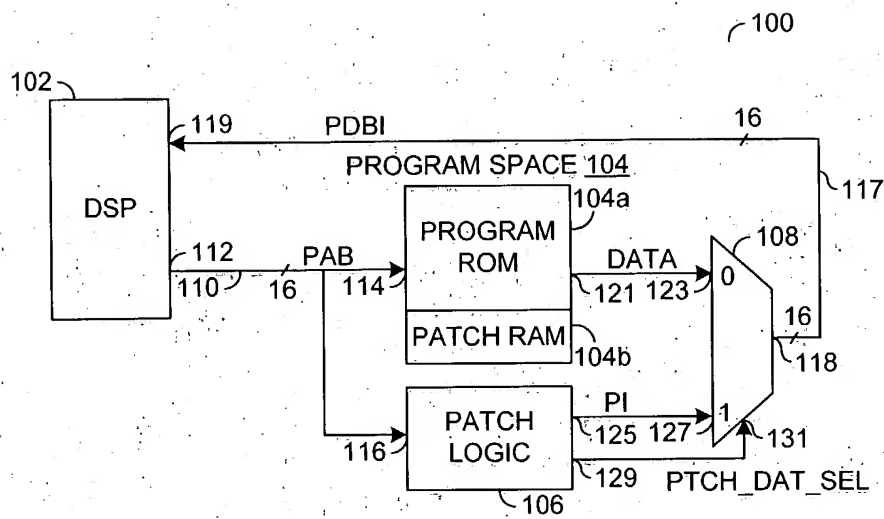 100
102
119
PDBI
16
PROGRAM SPACE 104
104a
117
DSP
PROGRAM
ROM
108
112
PAB
DATA
0
110
16
114
121
123
16
PATCH RAM
104b
118
PATCH
LOGIC
PI
1
116
125
127
131
129
106
PTCH_DAT_SEL